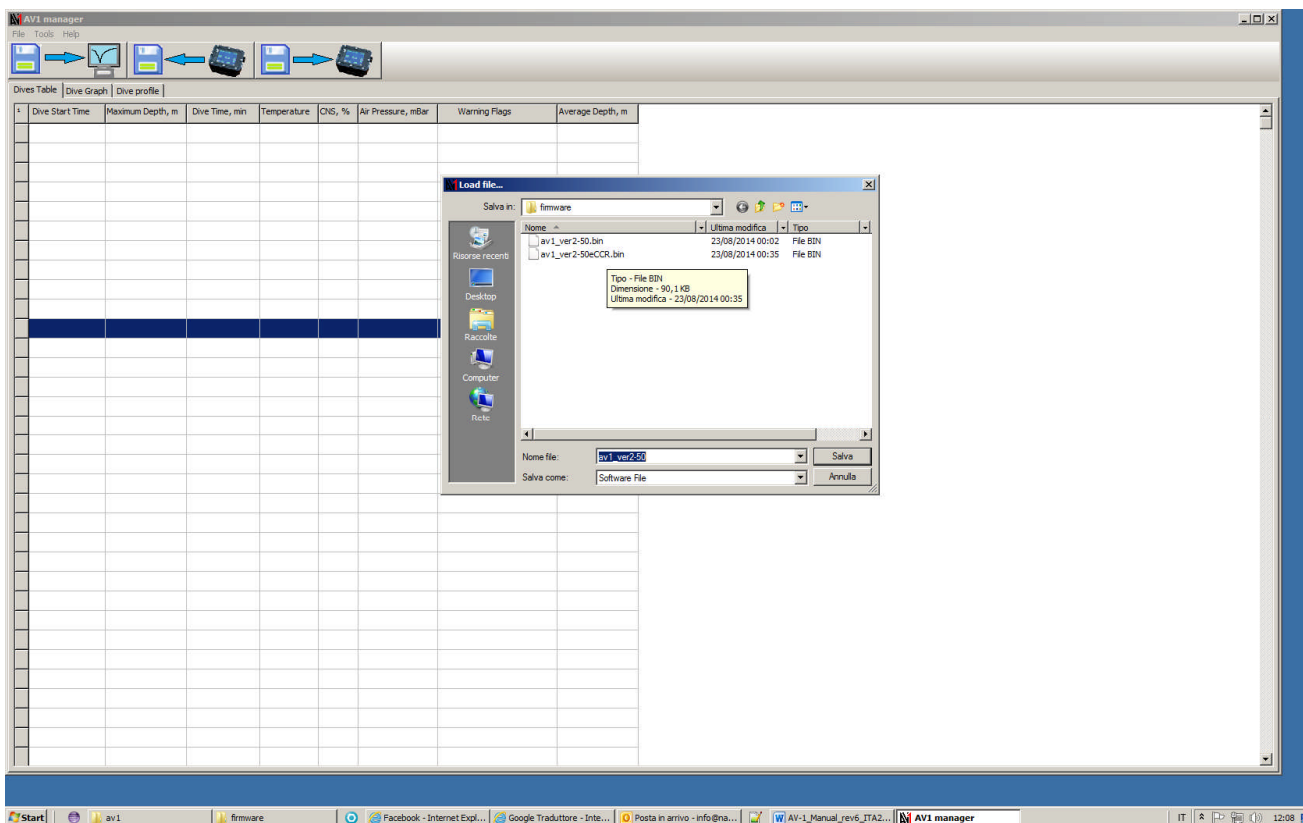 AV1 manager
File Tools Help
Dives Table Dive Graph Dive profile
Dive Start Time Maximum Depth, m Dive Time, min Temperature CNS, % Air Pressure, mBar Warning Flags Average Depth, m
Load file...
Salva in: firmware
Nome Ultima modifica Tipo
av1_ver2-50.bin 23/08/2014 00:02 File BIN
av1_ver2-50eCCR.bin 23/08/2014 00:35 File BIN
Tipo - File BIN
Dimensione - 90,1 KB
Ultima modifica - 23/08/2014 00:35
Risorse recenti
Desktop
Raccolte
Computer
Rete
Nome file: av1_ver2-50 Salva
Salva come: Software File Annulla
Start av1 firmware Facebook - Internet Expl... Google Traduttore - Inte... Posta in arrivo - info@na... AV-1_Manual_rev6_ITA2... AV1 manager IT 12:08